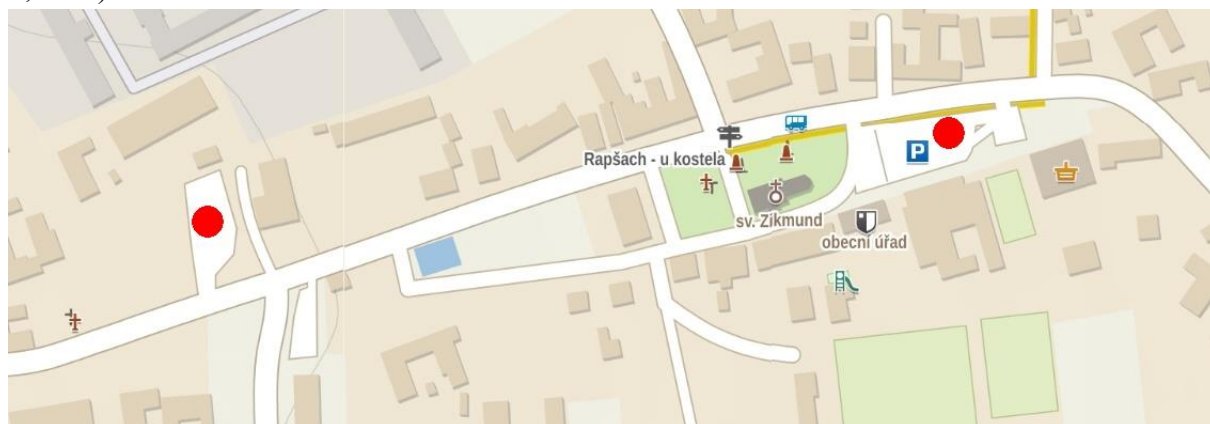 Rapšach - u kostela
P
sv. Zikmund
obecní úřad